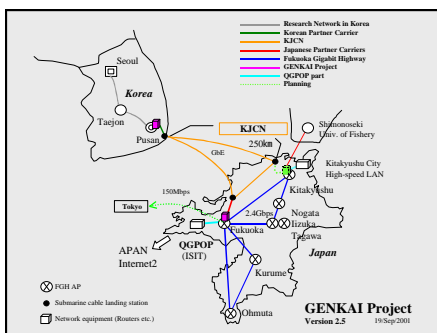 Research Network in Korea
Korean Partner Carrier
KJCN
Japanese Partner Carriers
Fukuoka Gigabit Highway
GENKAI Project
QGPOP part
Planning
Seoul
Korea
Taejon
Pusan
KJCN
250km
GbE
Shimonoseki
Univ. of Fishery
Kitakyushu City
High-speed LAN
Kitakyushu
150Mbps
Tokyo
2.4Gbps
Nogata
Iizuka
Tagawa
Fukuoka
QGPOP
(ISIT)
Japan
APAN
Internet2
Kurume
FGH AP
Submarine cable landing station
Network equipment (Routers etc.)
Ohmuta
GENKAI Project
Version 2.5
19/Sep/2001